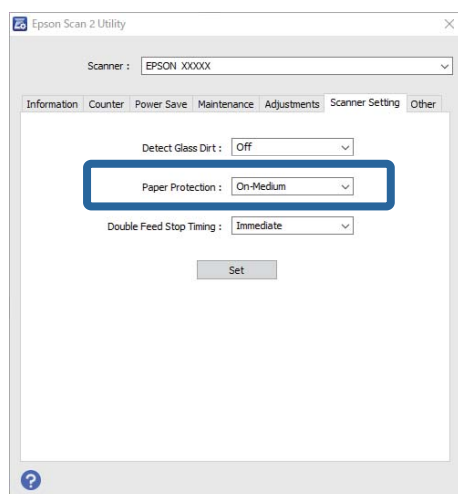 Epson Scan 2 Utility
Scanner : EPSON XXXXX
Information Counter Power Save Maintenance Adjustments Scanner Setting Other
Detect Glass Dirt : Off
Paper Protection : On-Medium
Double Feed Stop Timing : Immediate
Set
?